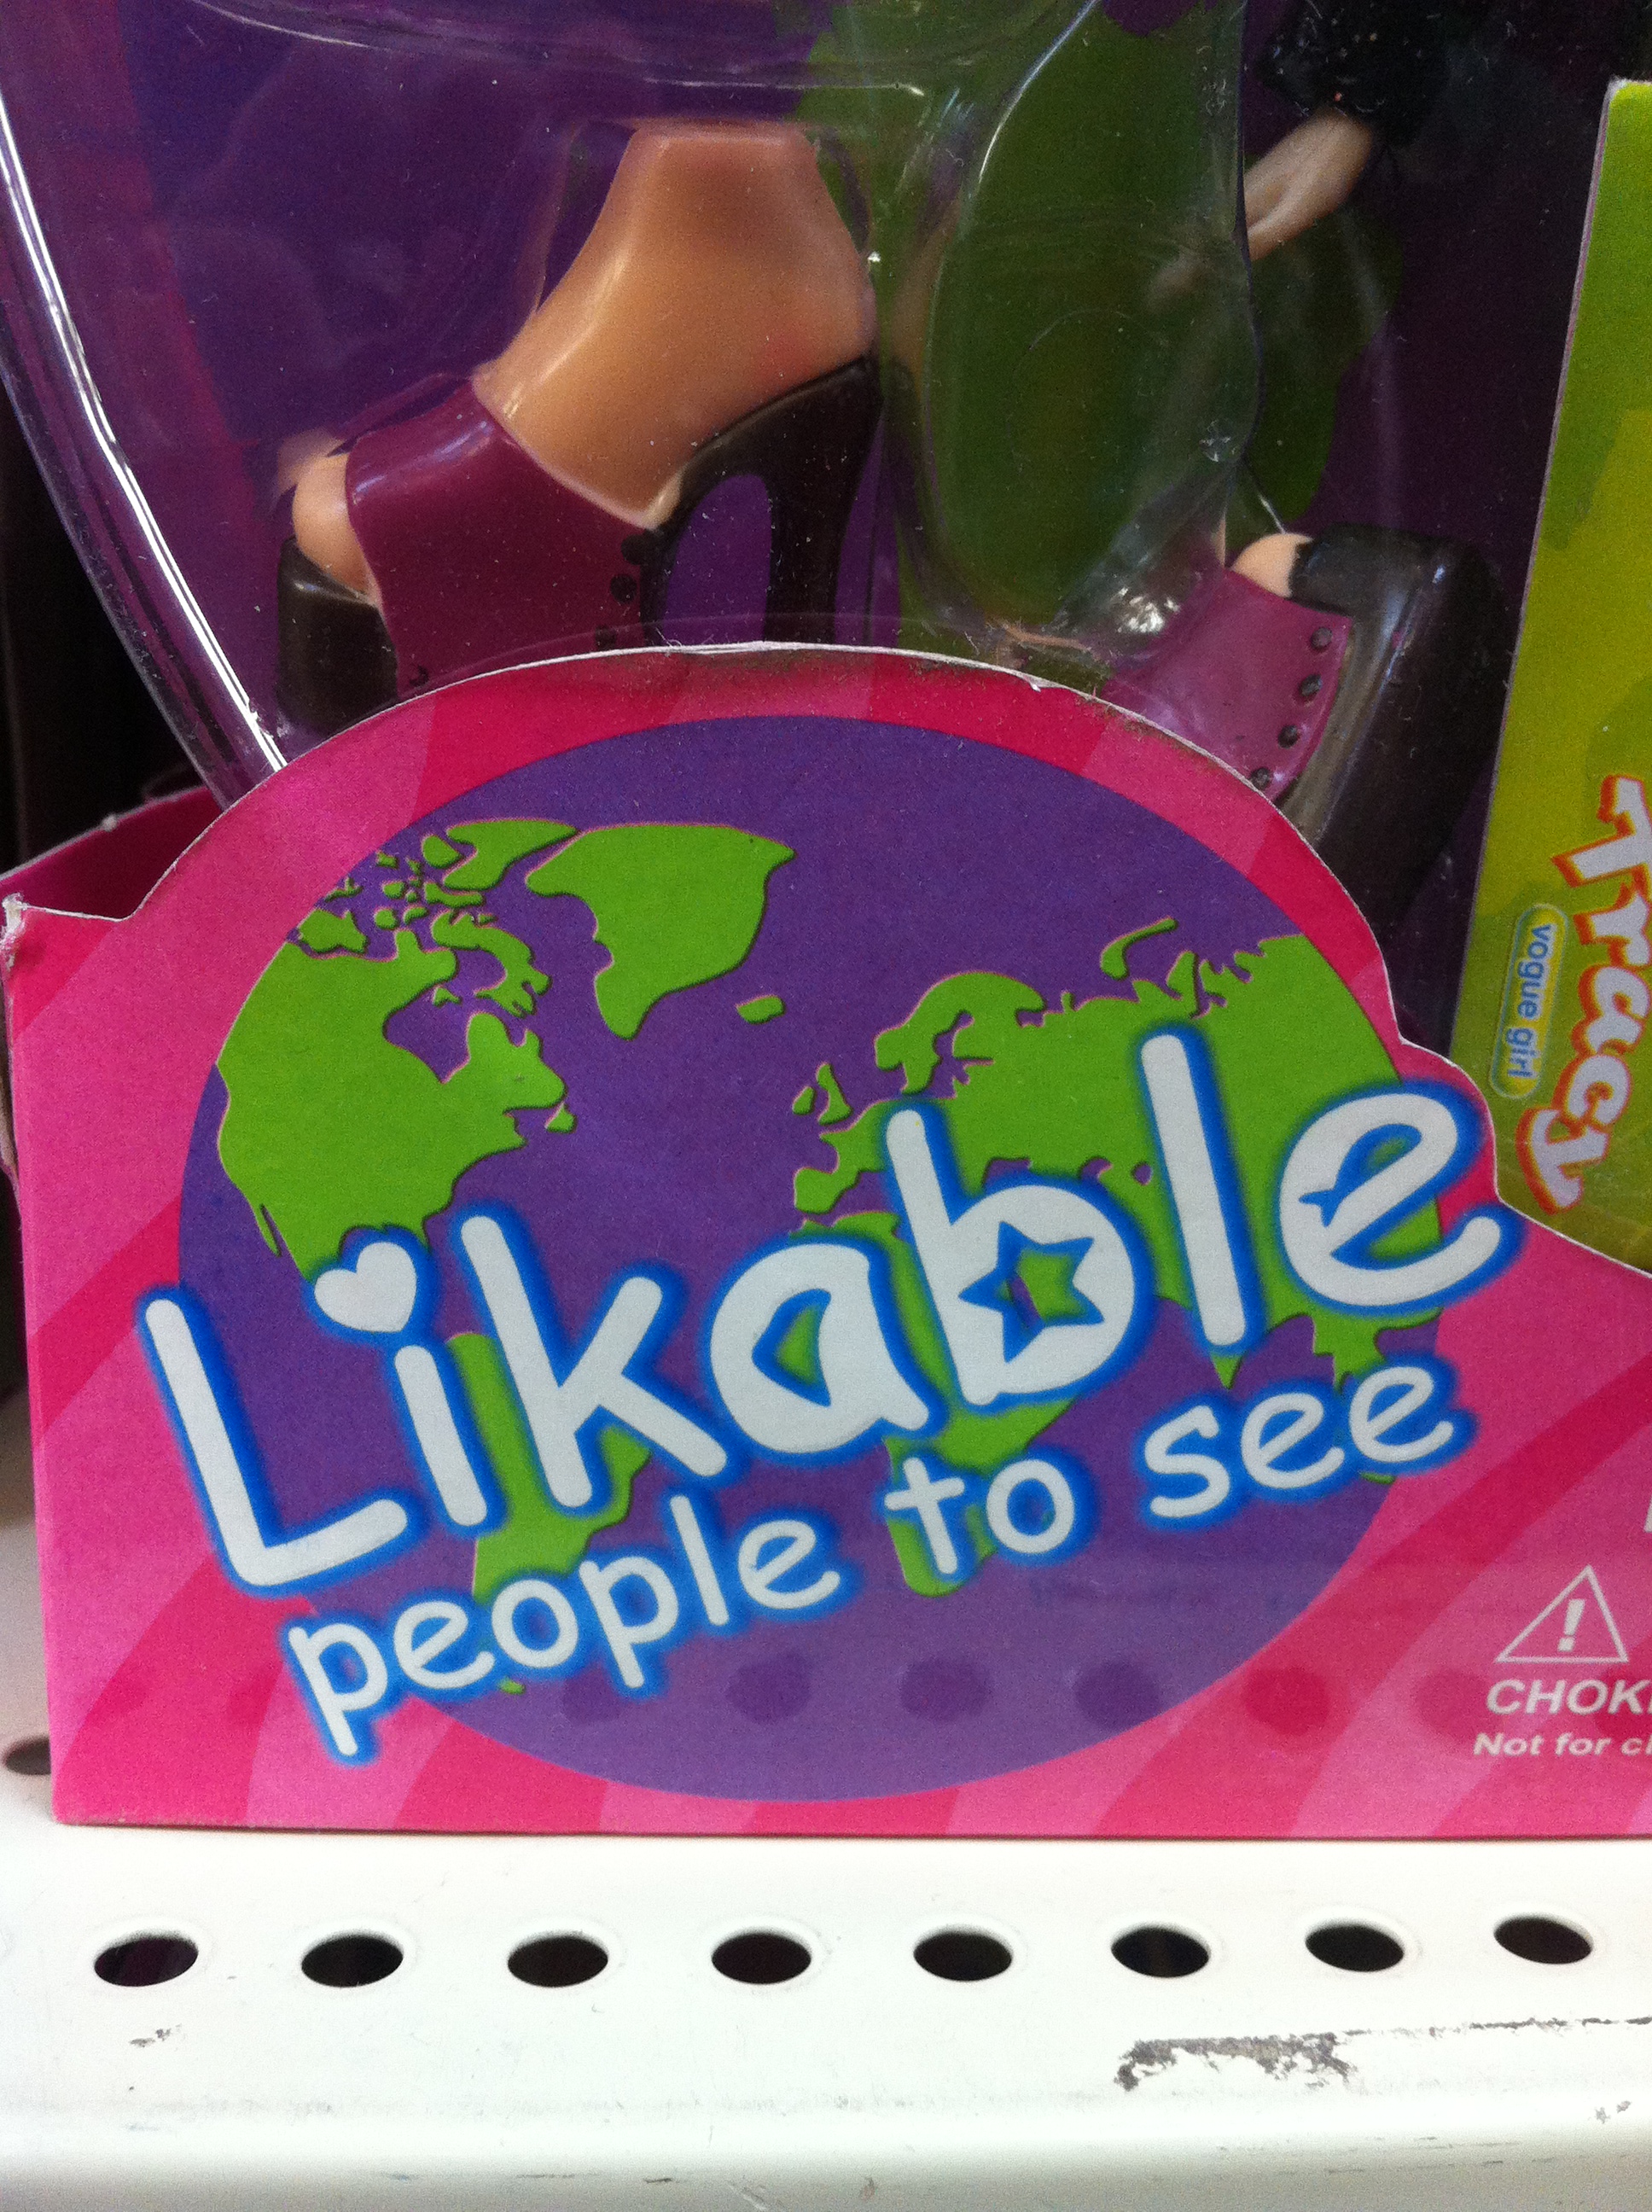 Tracy
vogue girl
Likable
people to see
CHOK
Not for